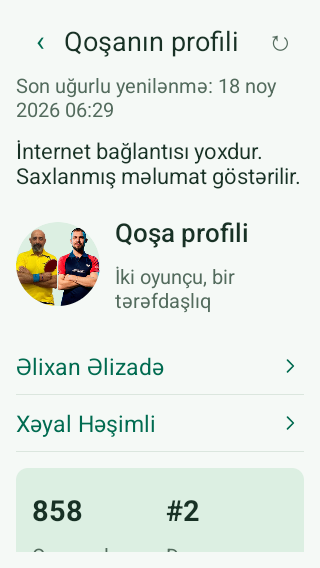 Qoşanın profili
Son uğurlu yenilənmə: 18 noy
2026 06:29
İnternet bağlantısı yoxdur.
Saxlanmış məlumat göstərilir.
Qoşa profili
İki oyunçu, bir
tərəfdaşlıq
Əlixan Əlizadə
Xəyal Həşimli
858 #2